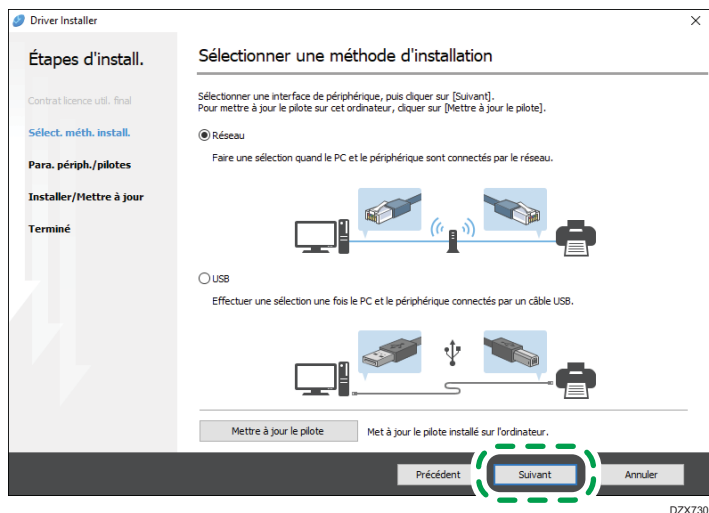 Driver Installer
Étapes d'install.
Contrat licence util. final
Sélect. méth. install.
Para. périph./pilotes
Installer/Mettre à jour
Terminé
Sélectionner une méthode d'installation
Sélectionner une interface de périphérique, puis cliquer sur [Suivant].
Pour mettre à jour le pilote sur cet ordinateur, cliquer sur [Mettre à jour le pilote].
Réseau
Faire une sélection quand le PC et le périphérique sont connectés par le réseau.
USB
Effectuer une sélection une fois le PC et le périphérique connectés par un câble USB.
Mettre à jour le pilote
Met à jour le pilote installé sur l'ordinateur.
Précédent
Suivant
Annuler
DZX730